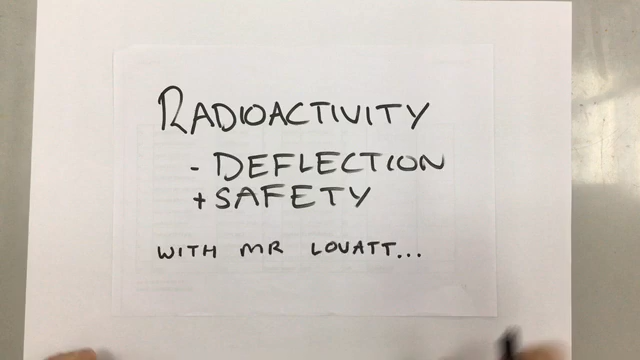 RADIOACTIVITY
- DEFLECTION
+ SAFETY
WITH MR LOVATT...